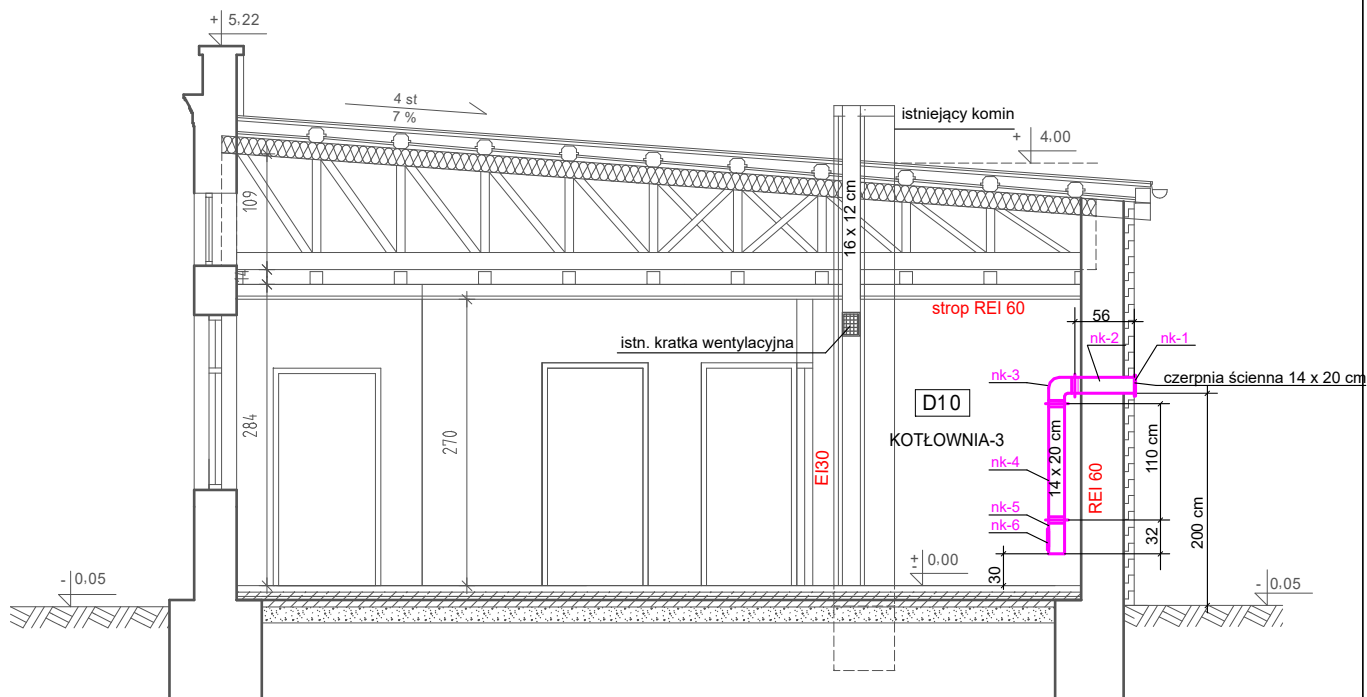 + 5,22
4 st
7 %
istniejący komin
+ 4,00
109
16 x 12 cm
14
strop REI 60
56
istn. kratka wentylacyjna
nk-2
nk-1
nk-3
czerpnia ścienna 14 x 20 cm
D10
KOTŁOWNIA-3
284
270
EI30
nk-4
14 x 20 cm
REI 60
110 cm
200 cm
nk-5
nk-6
32
30
± 0,00
- 0,05
- 0,05